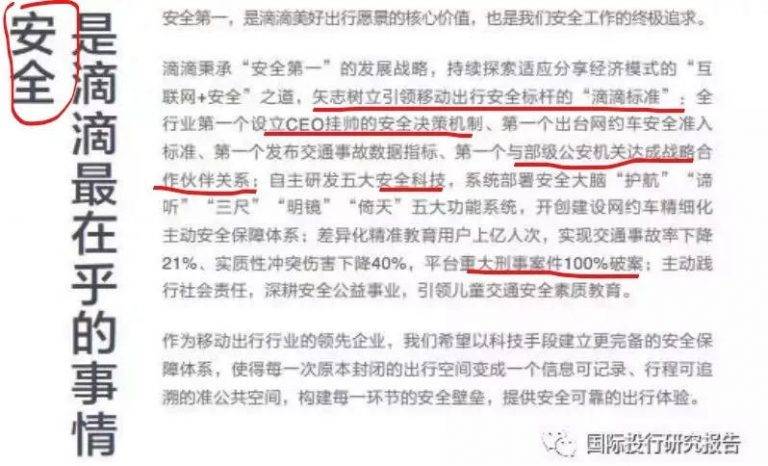 安全
是滴滴最在乎的事情
安全第一，是滴滴美好出行愿景的核心价值，也是我们安全工作的终极追求。
滴滴秉承“安全第一”的发展战略，持续探索适应分享经济模式的“互
联网+安全”之道，矢志树立引领移动出行安全标杆的“滴滴标准”：全
行业第一个设立CEO挂帅的安全决策机制、第一个出台网约车安全准入
标准、第一个发布交通事故数据指标、第一个与部级公安机关达成战略合
作伙伴关系；自主研发五大安全科技，系统部署安全大脑“护航”“谛
听”“三尺”“明镜”“倚天”五大功能系统，开创建设网约车精细化
主动安全保障体系；差异化精准教育用户上亿人次，实现交通事故率下降
21%、实质性冲突伤害下降40%，平台重大刑事案件100%破案；主动践
行社会责任，深耕安全公益事业，引领儿童交通安全素质教育。
作为移动出行行业的领先企业，我们希望以科技手段建立更完备的安全保
障体系，使得每一次原本封闭的出行空间变成一个信息可记录、行程可追
溯的准公共空间，构建每一环节的安全壁垒，提供安全可靠的出行体验。
国际投行研究报告